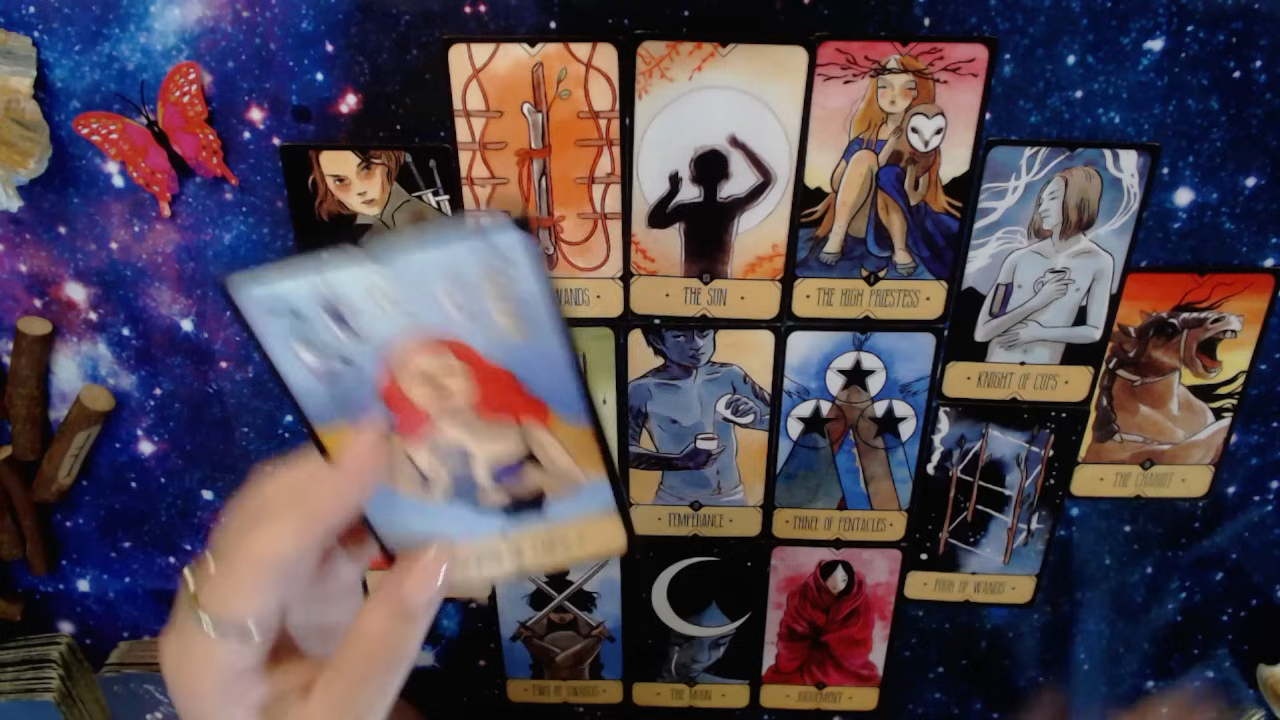 WANDS
THE SUN
THE HIGH PRIESTESS
KNIGHT OF CUPS
THE CHARIOT
TEMPERANCE
THREE OF PENTACLES
FOUR OF WANDS
TWO OF SWORDS
THE MOON
JUDGEMENT